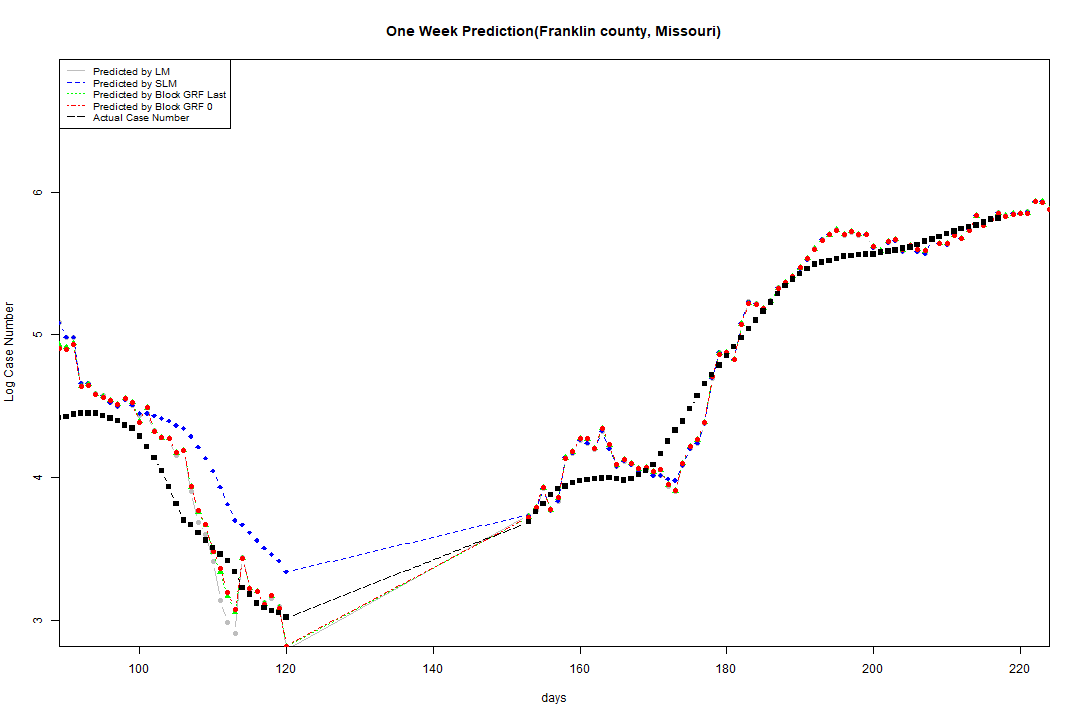 One Week Prediction(Franklin county, Missouri)
Predicted by LM
Predicted by SLM
Predicted by Block GRF Last
Predicted by Block GRF 0
Actual Case Number
6
5
4
3
Log Case Number
100 120 140 160 180 200 220
days